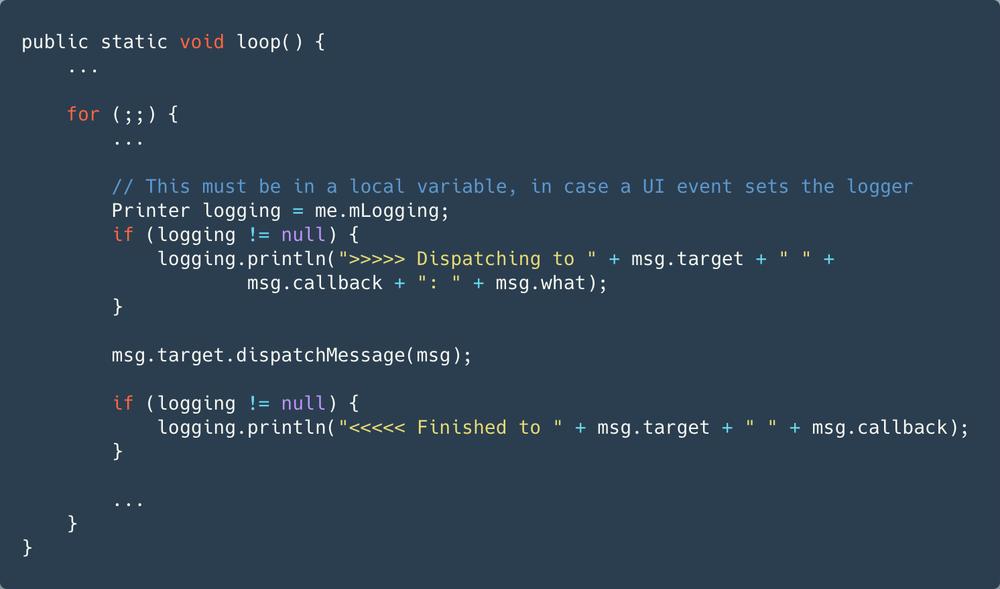 public static void loop() {
    ...

    for (;;) {
        ...

        // This must be in a local variable, in case a UI event sets the logger
        Printer logging = me.mLogging;
        if (logging != null) {
            logging.println(">>>>> Dispatching to " + msg.target + " " +
                    msg.callback + ": " + msg.what);
        }

        msg.target.dispatchMessage(msg);

        if (logging != null) {
            logging.println("<<<<< Finished to " + msg.target + " " + msg.callback);
        }

        ...
    }
}